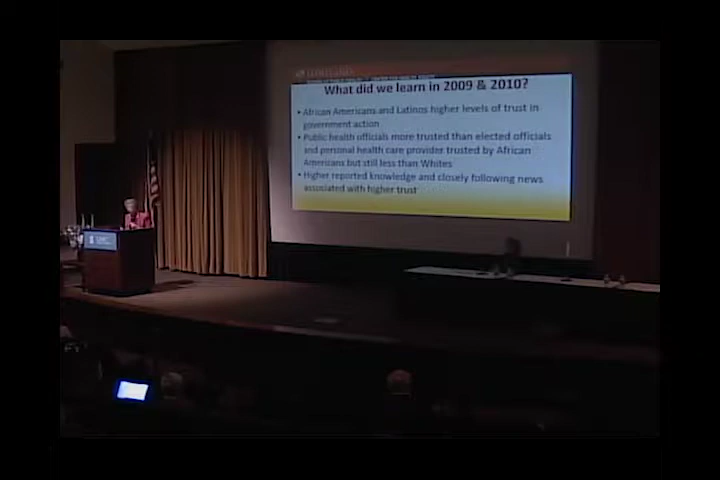 What did we learn in 2009 & 2010?
• African Americans and Latinos higher levels of trust in
government action
• Public health officials more trusted than elected officials
and personal health care provider trusted by African
Americans but still less than Whites
• Higher reported knowledge and closely following news
associated with higher trust